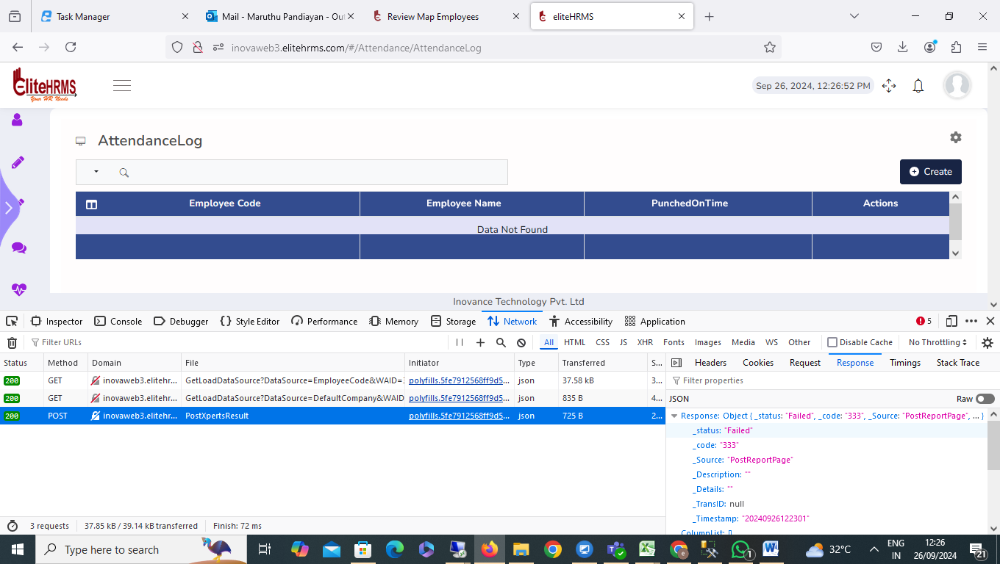 Task Manager
Mail - Maruthu Pandiayan - Out
Review Map Employees
eliteHRMS
inovaweb3.elitehrms.com/#/Attendance/AttendanceLog
EliteHRMS
Your HR Needs
Sep 26, 2024, 12:26:52 PM
AttendanceLog
Create
Employee Code Employee Name PunchedOnTime Actions
Data Not Found
Inovance Technology Pvt. Ltd
Inspector Console Debugger Style Editor Performance Memory Storage Network Accessibility Application 5
Filter URLs All HTML CSS JS XHR Fonts Images Media WS Other Disable Cache No Throttling
Status Method Domain File Initiator Type Transferred S...
200 GET inovaweb3.elitehr... GetLoadDataSource?DataSource=EmployeeCode&WAID= polyfills.5fe7912568ff9d5... json 37.58 kB 3...
200 GET inovaweb3.elitehr... GetLoadDataSource?DataSource=DefaultCompany&WAID polyfills.5fe7912568ff9d5... json 835 B 4...
200 POST inovaweb3.elitehr... PostXpertsResult polyfills.5fe7912568ff9d5... json 725 B 2...
Headers Cookies Request Response Timings Stack Trace
Filter properties
JSON Raw
Response: Object { _status: "Failed", _code: "333", _Source: "PostReportPage", ... }
_status: "Failed"
_code: "333"
_Source: "PostReportPage"
_Description: ""
_Details: ""
_TransID: null
_Timestamp: "20240926122301"
ColumnList: []
3 requests 37.85 kB / 39.14 kB transferred Finish: 72 ms
Type here to search
1
32°C
ENG
IN
12:26
26/09/2024
21